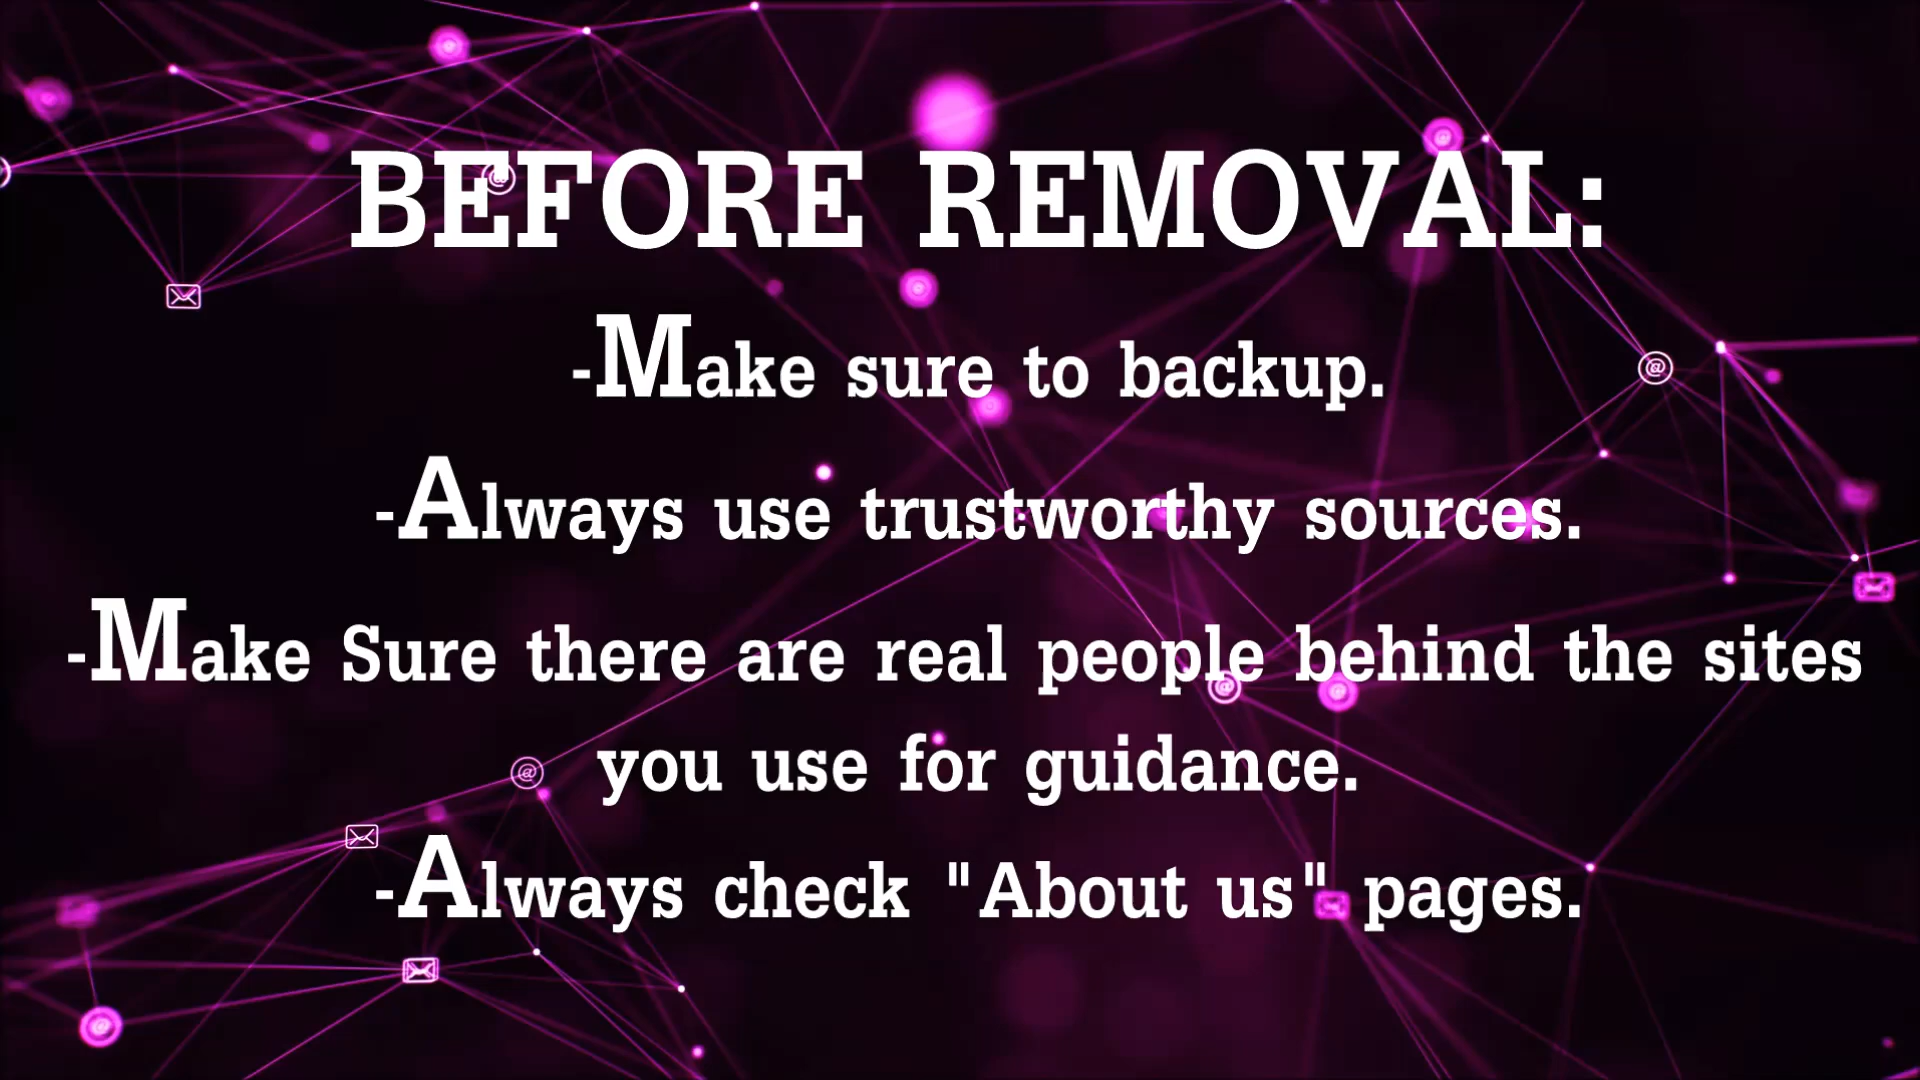 BEFORE REMOVAL:
-Make sure to backup.
-Always use trustworthy sources.
-Make Sure there are real people behind the sites
you use for guidance.
-Always check "About us" pages.